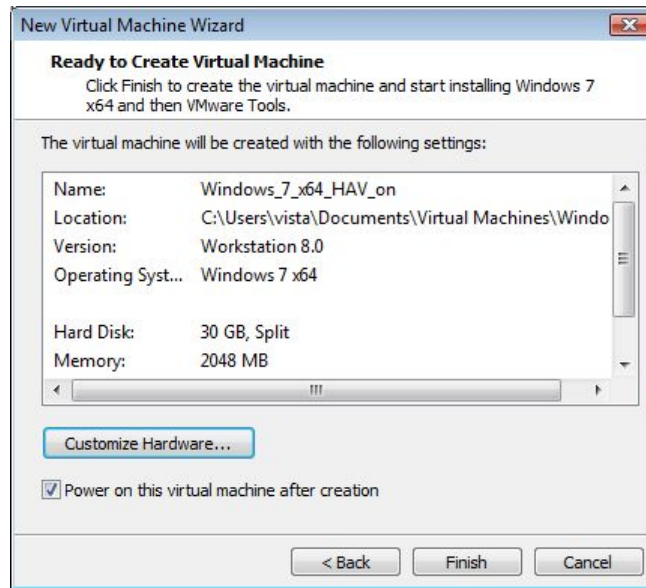 New Virtual Machine Wizard
Ready to Create Virtual Machine
Click Finish to create the virtual machine and start installing Windows 7
x64 and then VMware Tools.
The virtual machine will be created with the following settings:
Name: Windows_7_x64_HAV_on
Location: C:\Users\vista\Documents\Virtual Machines\Windo
Version: Workstation 8.0
Operating Syst... Windows 7 x64
Hard Disk: 30 GB, Split
Memory: 2048 MB
Customize Hardware...
Power on this virtual machine after creation
< Back Finish Cancel